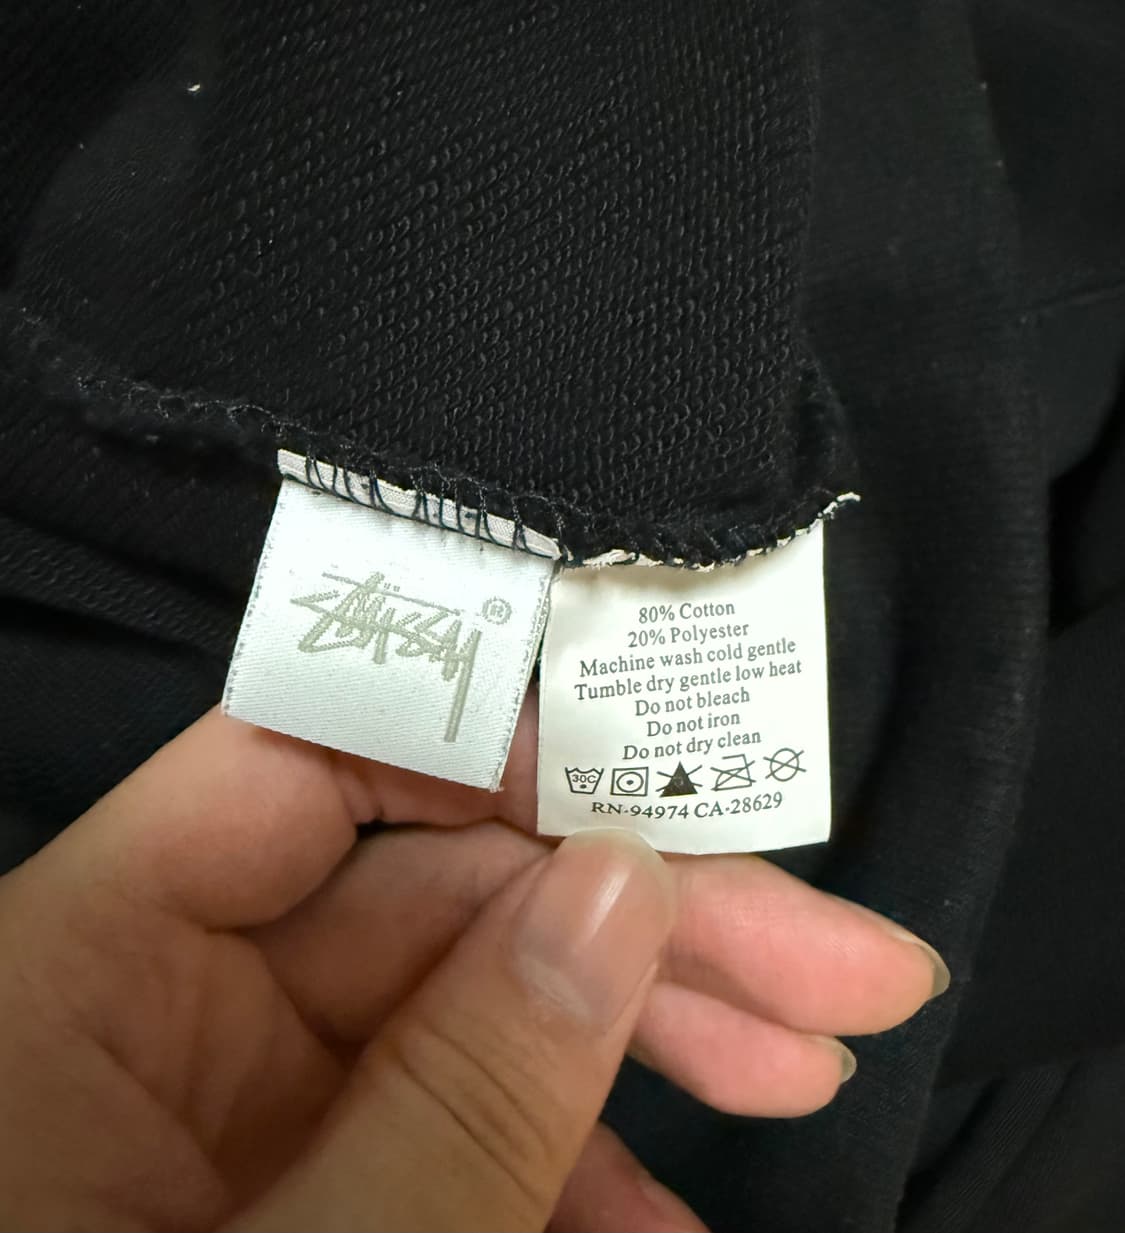 STÜSSY ®
80% Cotton
20% Polyester
Machine wash cold gentle
Tumble dry gentle low heat
Do not bleach
Do not iron
Do not dry clean
30C
RN-94974 CA-28629